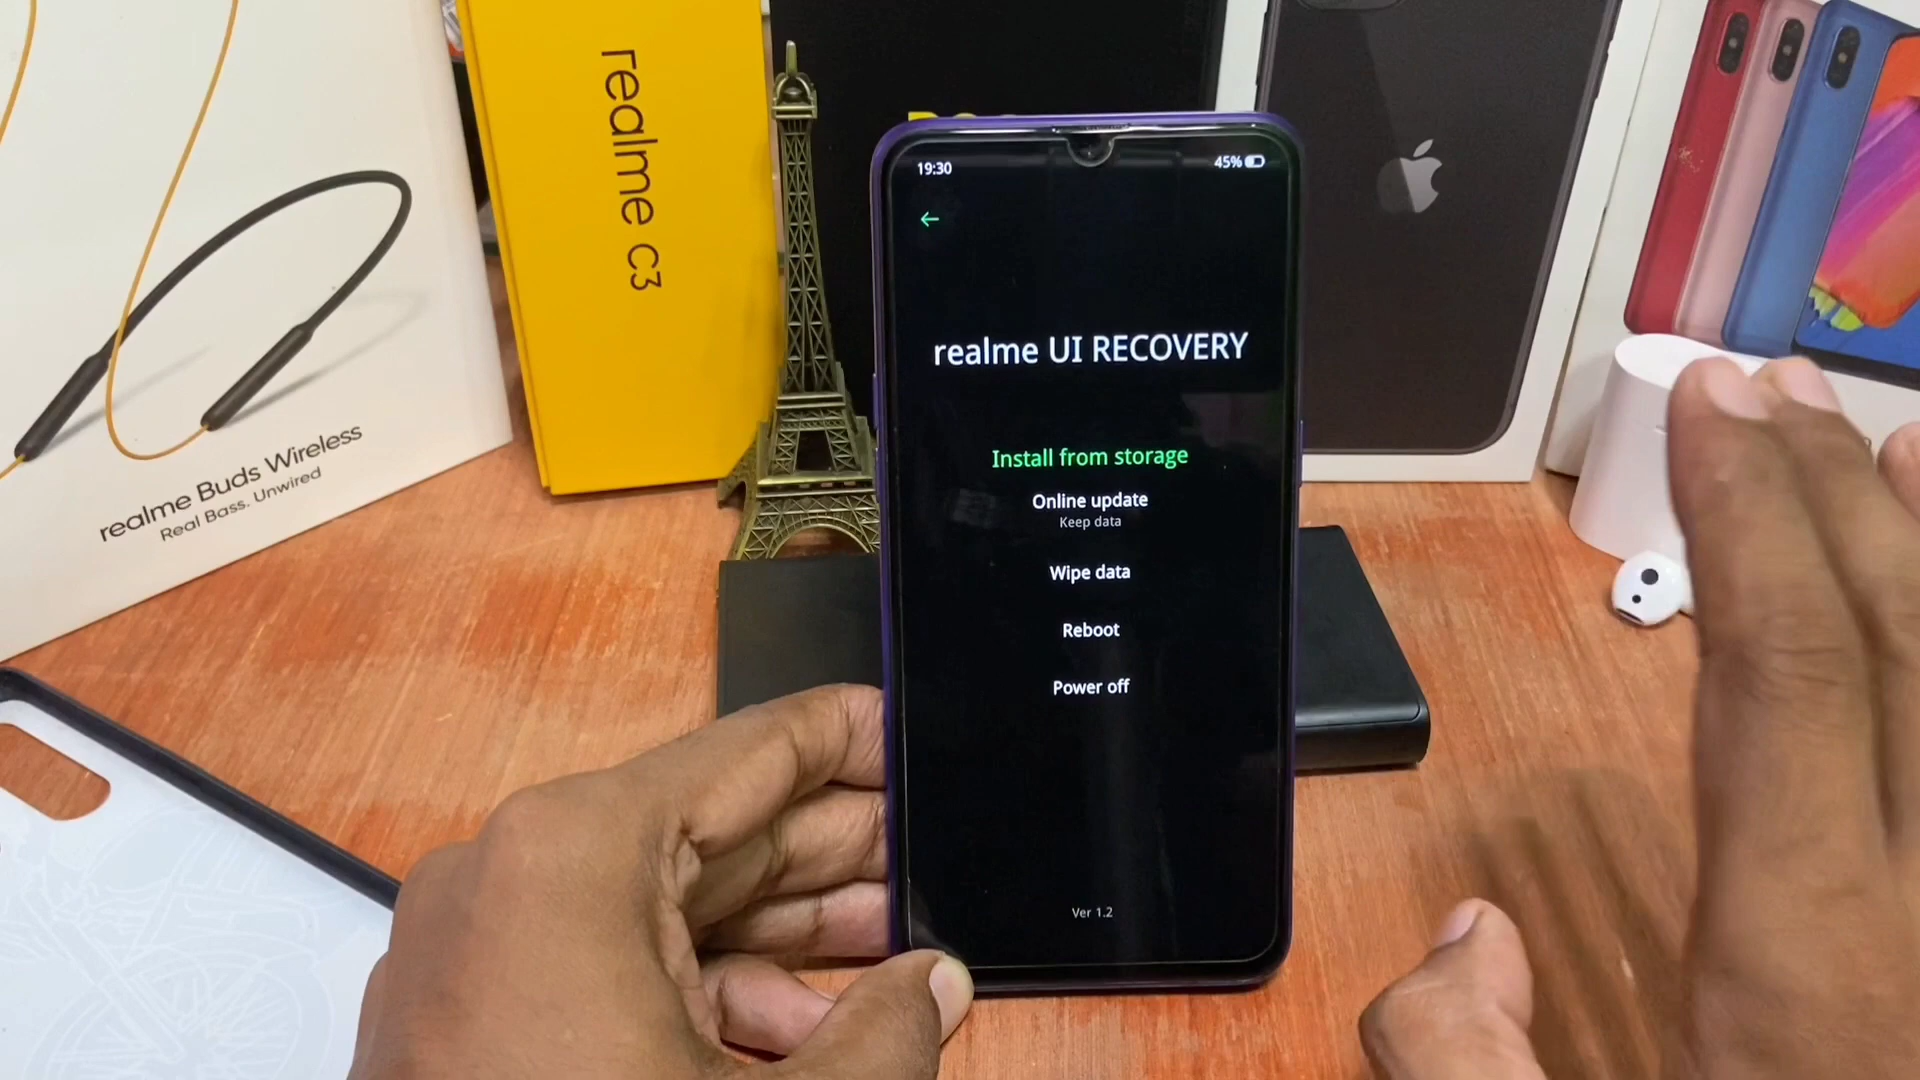 realme Buds Wireless
Real Bass. Unwired
realme C3
19:30
45%
realme UI RECOVERY
Install from storage
Online update
Keep data
Wipe data
Reboot
Power off
Ver 1.2